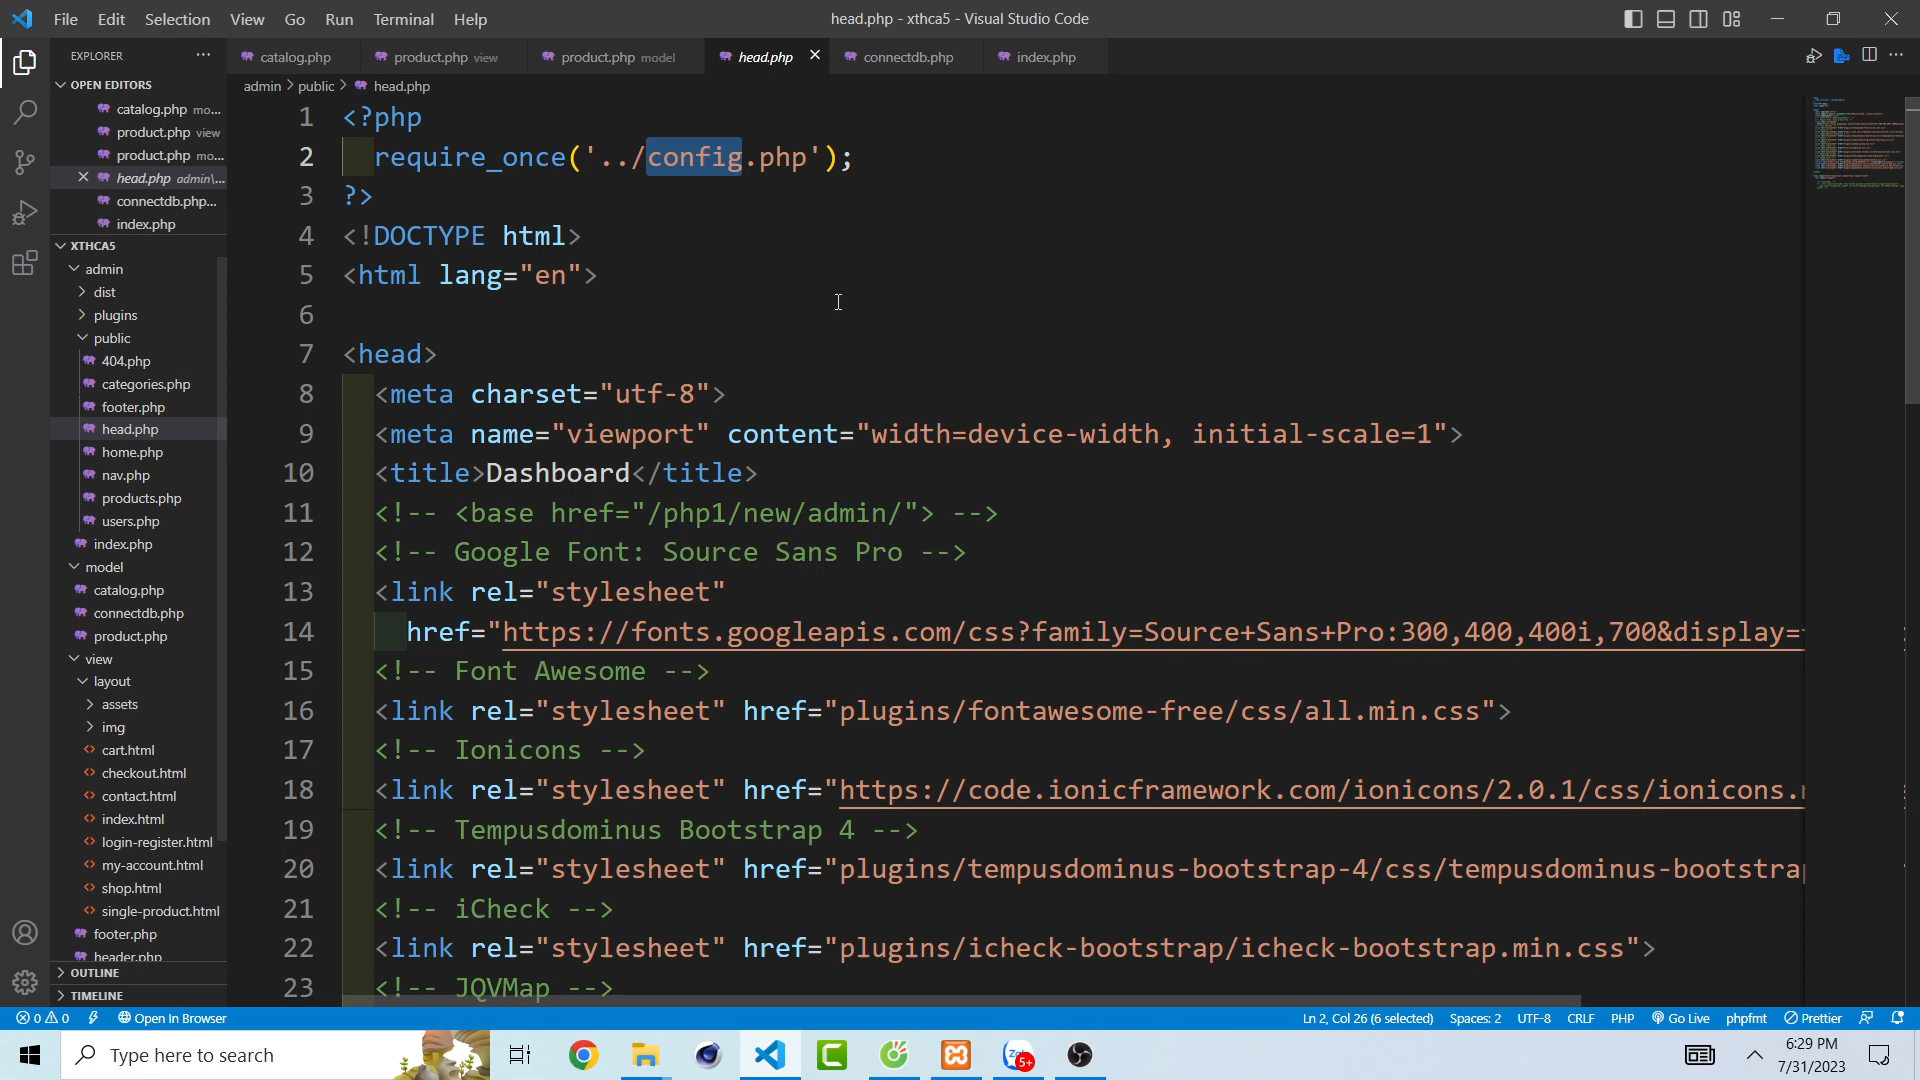 File Edit Selection View Go Run Terminal Help
head.php - xthca5 - Visual Studio Code
EXPLORER
catalog.php
product.php view
product.php model
head.php
connectdb.php
index.php
OPEN EDITORS
admin > public > head.php
catalog.php mo...
product.php view
product.php mo...
head.php admin\...
connectdb.php...
index.php
XTHCA5
admin
dist
plugins
public
404.php
categories.php
footer.php
head.php
home.php
nav.php
products.php
users.php
index.php
model
catalog.php
connectdb.php
product.php
view
layout
assets
img
cart.html
checkout.html
contact.html
index.html
login-register.html
my-account.html
shop.html
single-product.html
footer.php
header.php
OUTLINE
TIMELINE
1 <?php
2 require_once('../config.php');
3 ?>
4 <!DOCTYPE html>
5 <html lang="en">
6
7 <head>
8 <meta charset="utf-8">
9 <meta name="viewport" content="width=device-width, initial-scale=1">
10 <title>Dashboard</title>
11 <!-- <base href="/php1/new/admin/"> -->
12 <!-- Google Font: Source Sans Pro -->
13 <link rel="stylesheet"
14 href="https://fonts.googleapis.com/css?family=Source+Sans+Pro:300,400,400i,700&display=
15 <!-- Font Awesome -->
16 <link rel="stylesheet" href="plugins/fontawesome-free/css/all.min.css">
17 <!-- Ionicons -->
18 <link rel="stylesheet" href="https://code.ionicframework.com/ionicons/2.0.1/css/ionicons.
19 <!-- Tempusdominus Bootstrap 4 -->
20 <link rel="stylesheet" href="plugins/tempusdominus-bootstrap-4/css/tempusdominus-bootstrap
21 <!-- iCheck -->
22 <link rel="stylesheet" href="plugins/icheck-bootstrap/icheck-bootstrap.min.css">
23 <!-- JQVMap -->
0 0 Open In Browser
Ln 2, Col 26 (6 selected) Spaces: 2 UTF-8 CRLF PHP Go Live phpfmt Prettier
Type here to search
5+
6:29 PM
7/31/2023